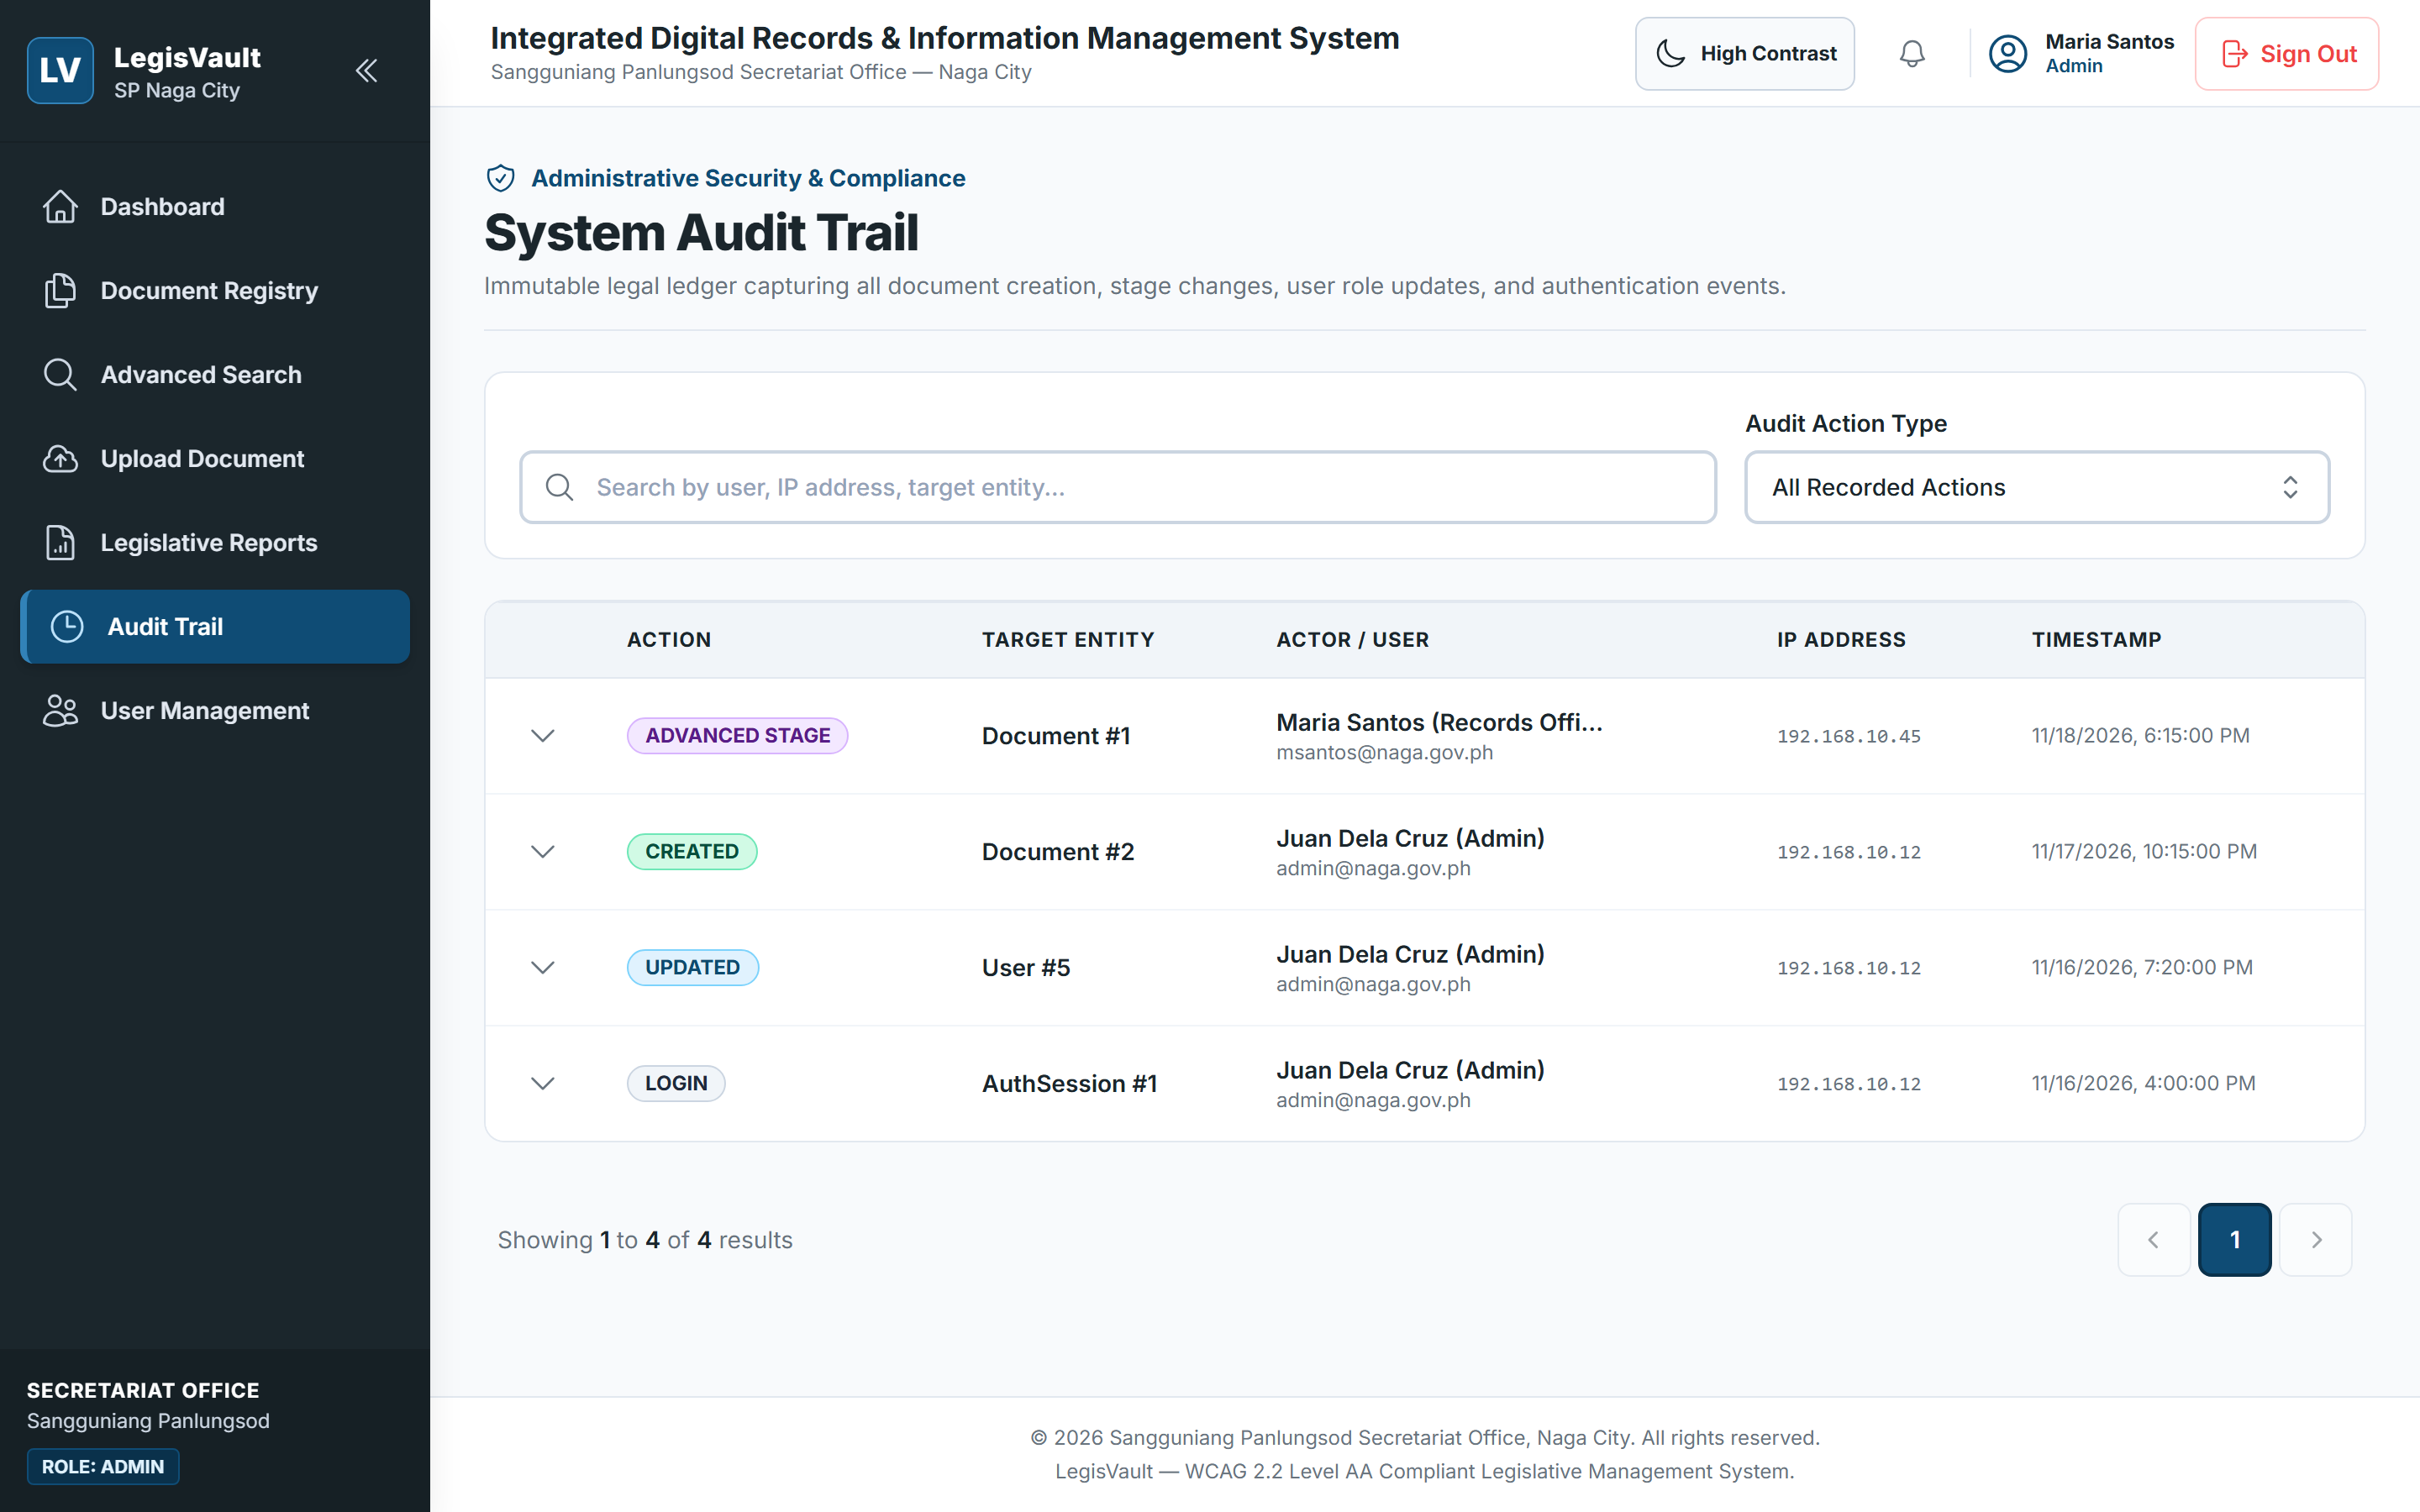 LV
LegisVault
SP Naga City
Dashboard
Document Registry
Advanced Search
Upload Document
Legislative Reports
Audit Trail
User Management
SECRETARIAT OFFICE
Sangguniang Panlungsod
ROLE: ADMIN
Integrated Digital Records & Information Management System
Sangguniang Panlungsod Secretariat Office — Naga City
High Contrast
Maria Santos
Admin
Sign Out
Administrative Security & Compliance
System Audit Trail
Immutable legal ledger capturing all document creation, stage changes, user role updates, and authentication events.
Audit Action Type
Search by user, IP address, target entity...
All Recorded Actions
ACTION TARGET ENTITY ACTOR / USER IP ADDRESS TIMESTAMP
ADVANCED STAGE Document #1 Maria Santos (Records Offi... 192.168.10.45 11/18/2026, 6:15:00 PM
msantos@naga.gov.ph
CREATED Document #2 Juan Dela Cruz (Admin) 192.168.10.12 11/17/2026, 10:15:00 PM
admin@naga.gov.ph
UPDATED User #5 Juan Dela Cruz (Admin) 192.168.10.12 11/16/2026, 7:20:00 PM
admin@naga.gov.ph
LOGIN AuthSession #1 Juan Dela Cruz (Admin) 192.168.10.12 11/16/2026, 4:00:00 PM
admin@naga.gov.ph
Showing 1 to 4 of 4 results
1
© 2026 Sangguniang Panlungsod Secretariat Office, Naga City. All rights reserved.
LegisVault — WCAG 2.2 Level AA Compliant Legislative Management System.